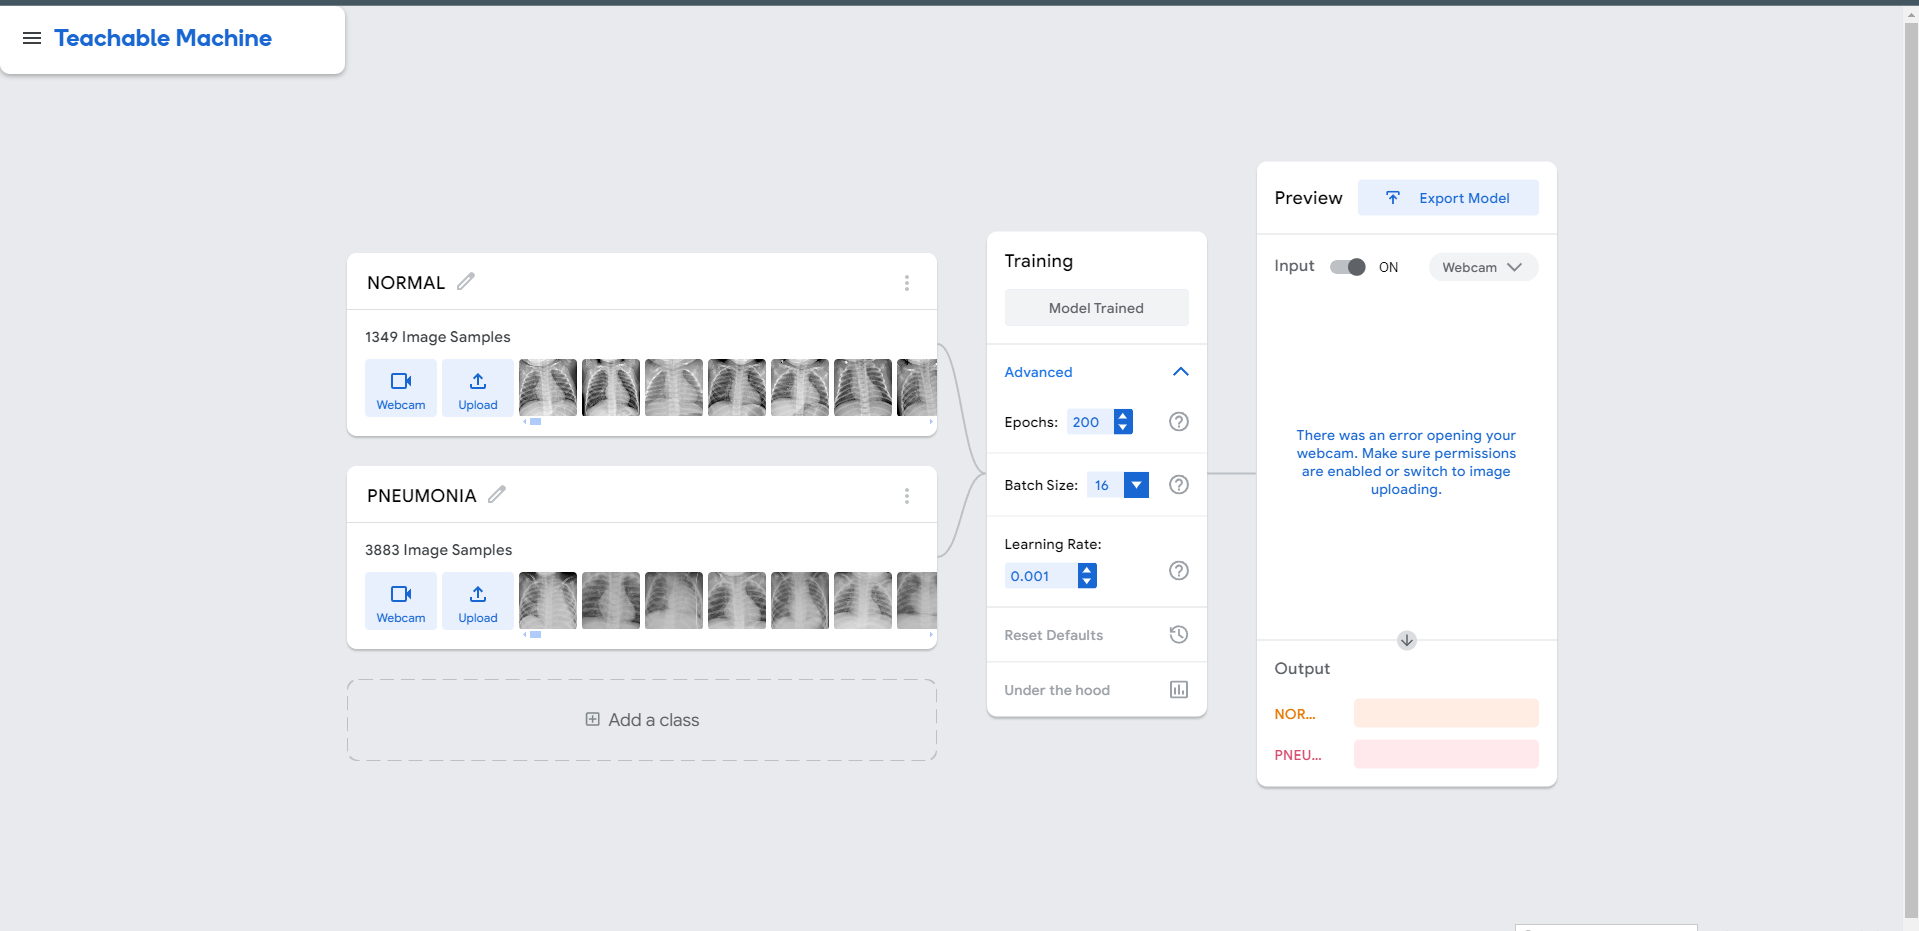 Teachable Machine
NORMAL
1349 Image Samples
Webcam
Upload
PNEUMONIA
3883 Image Samples
Webcam
Upload
Add a class
Training
Model Trained
Advanced
Epochs: 200
Batch Size: 16
Learning Rate:
0.001
Reset Defaults
Under the hood
Preview
Export Model
Input ON Webcam
There was an error opening your
webcam. Make sure permissions
are enabled or switch to image
uploading.
Output
NOR...
PNEU...